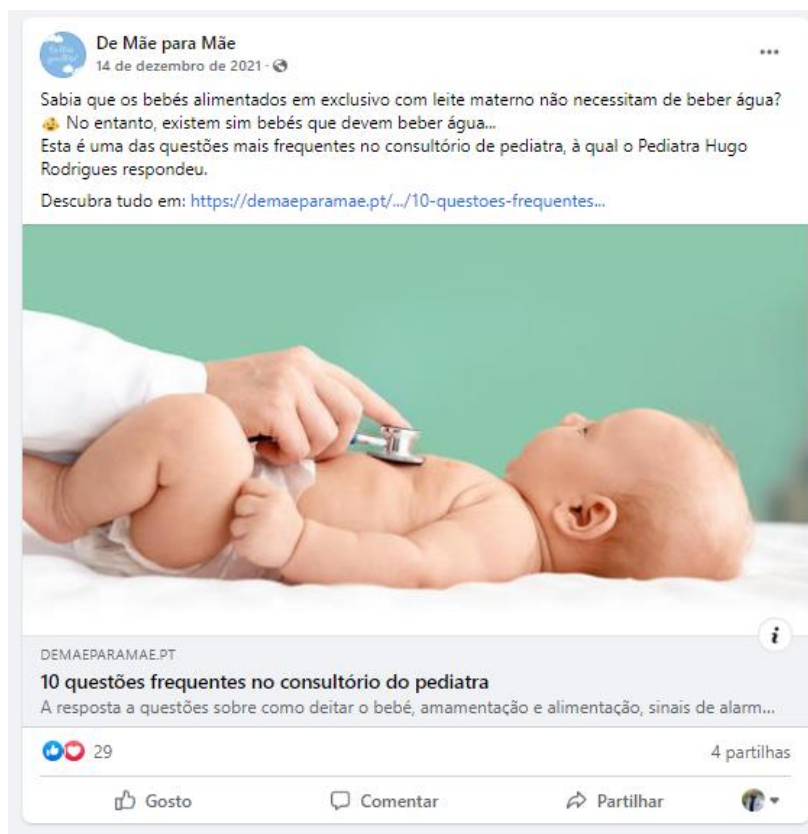 De Mãe para Mãe
14 de dezembro de 2021 ·
Sabia que os bebés alimentados em exclusivo com leite materno não necessitam de beber água?
No entanto, existem sim bebés que devem beber água...
Esta é uma das questões mais frequentes no consultório de pediatra, à qual o Pediatra Hugo
Rodrigues respondeu.
Descubra tudo em: https://demaeparamae.pt/.../10-questoes-frequentes...
DEMAEPARAMAE.PT
10 questões frequentes no consultório do pediatra
A resposta a questões sobre como deitar o bebé, amamentação e alimentação, sinais de alarm...
29
4 partilhas
Gosto
Comentar
Partilhar